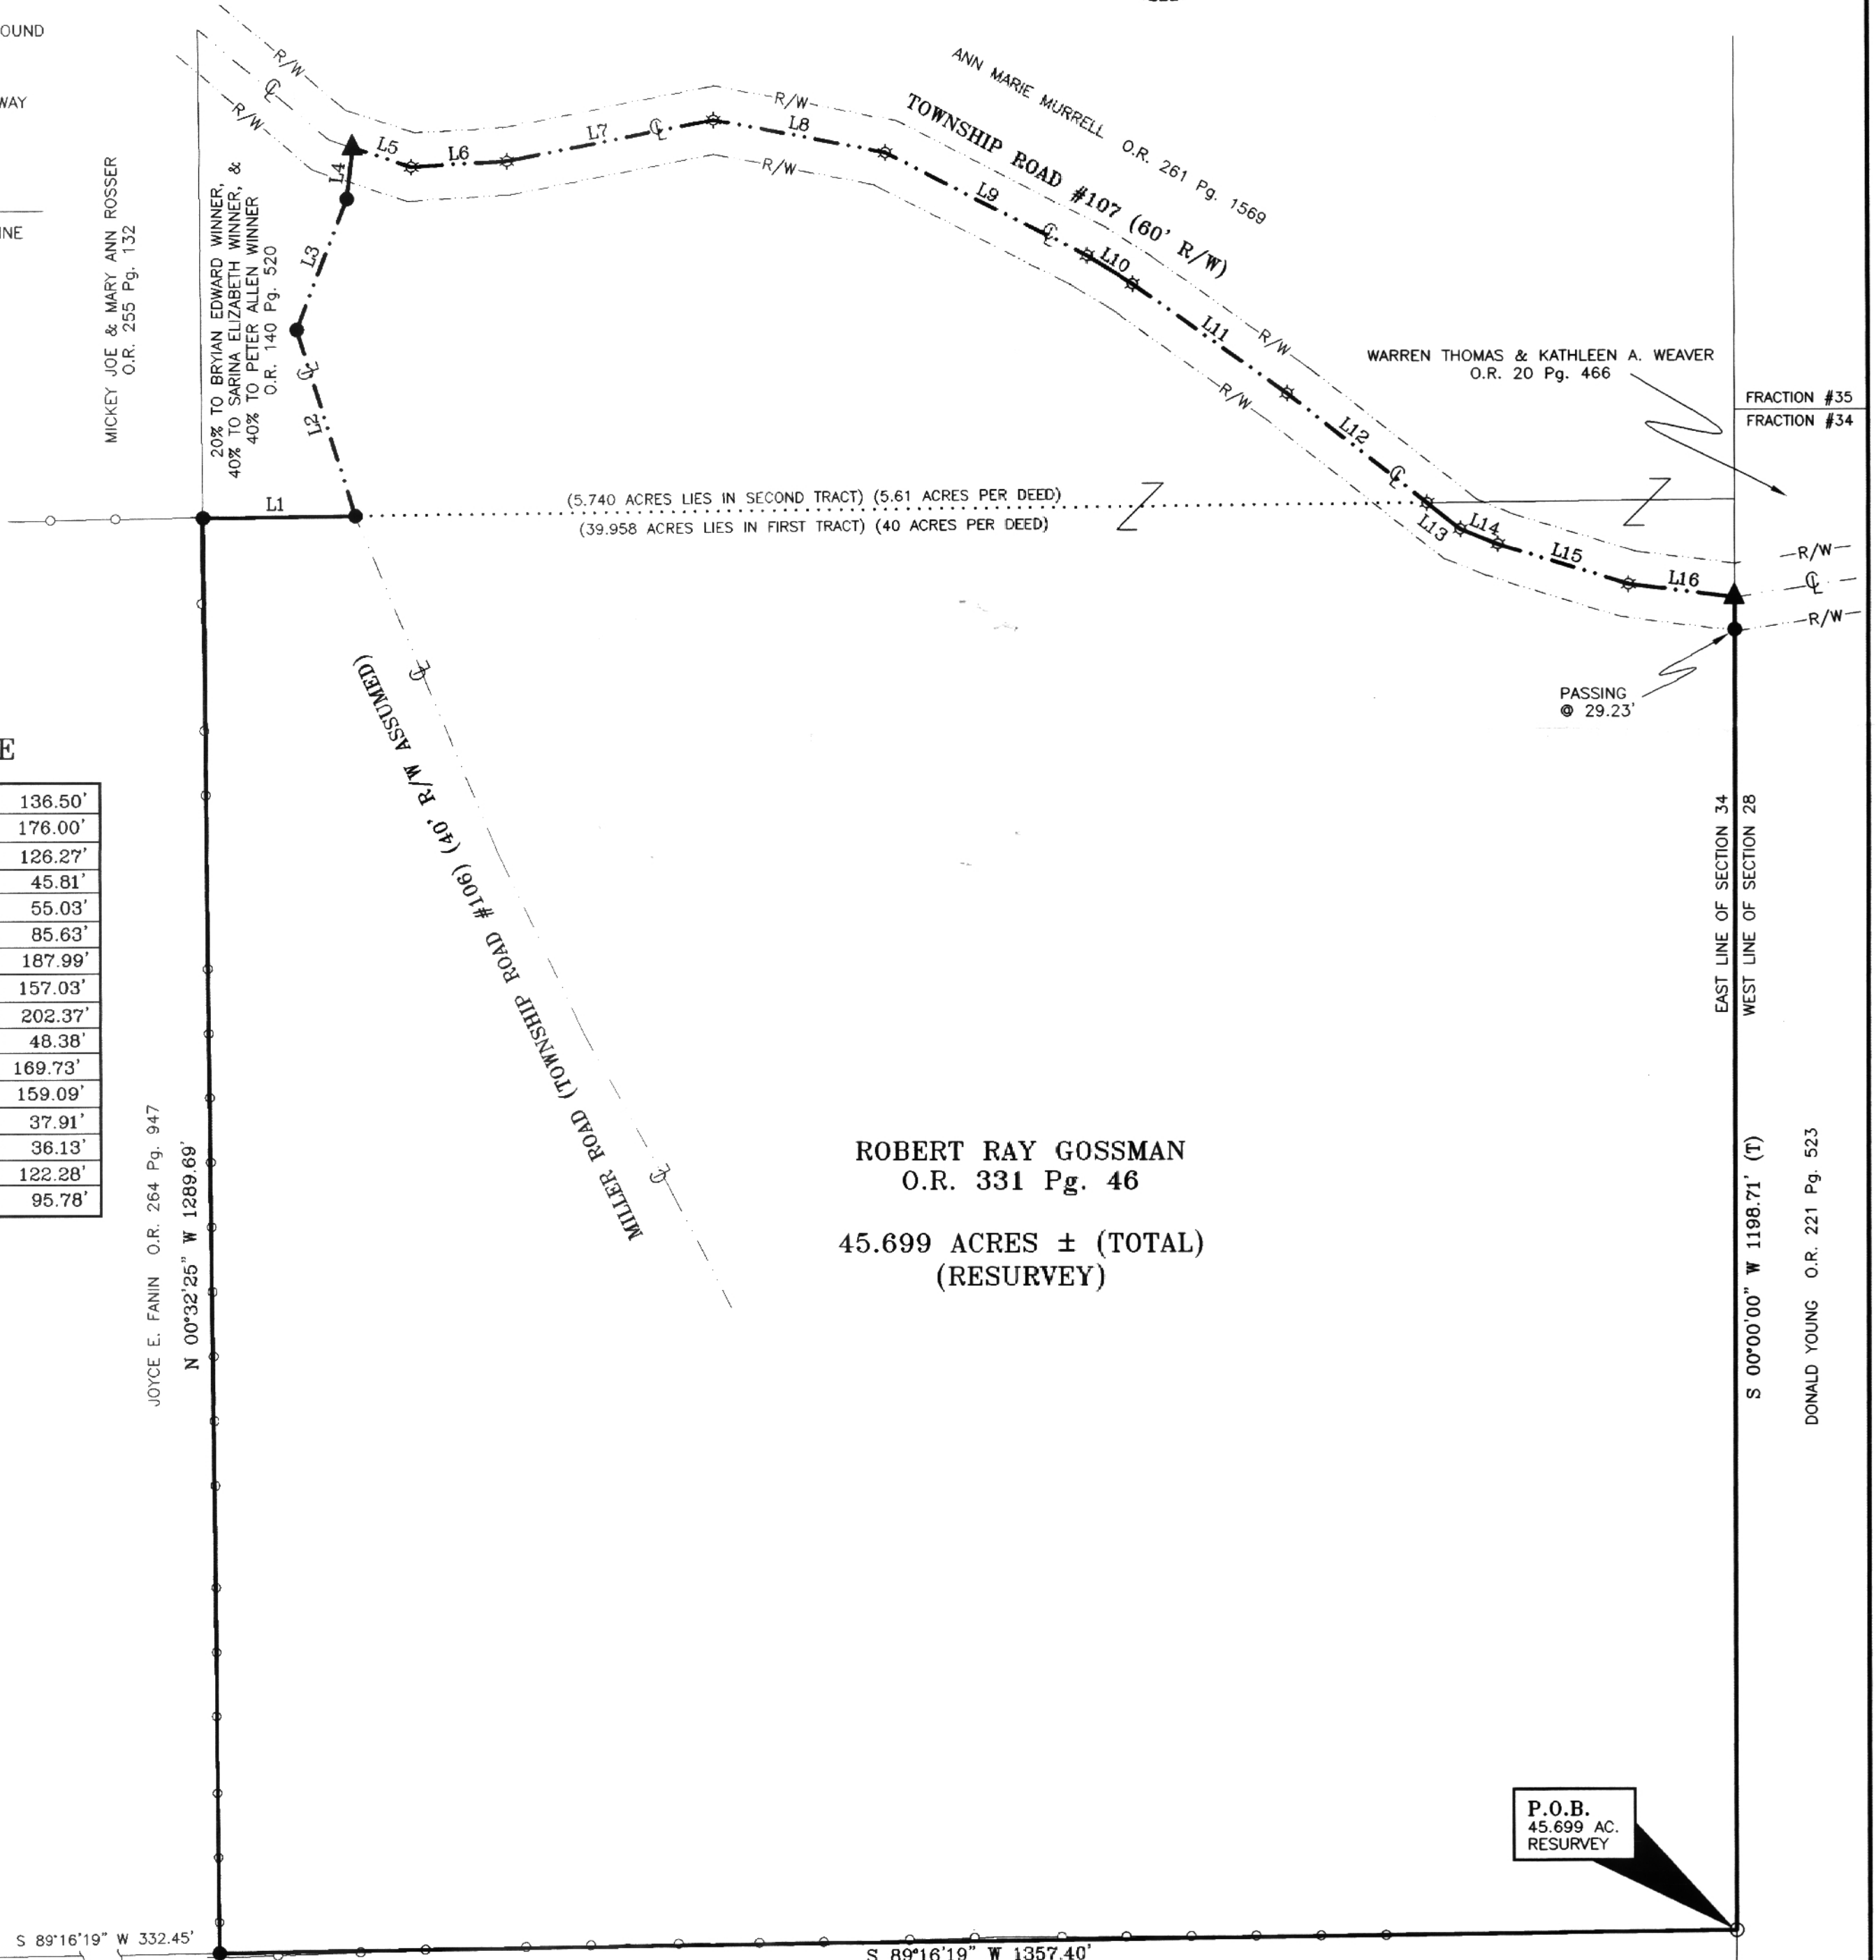 OUND
WAY
INE
R/W
℄
R/W
MICKEY JOE & MARY ANN ROSSER
O.R. 255 Pg. 132
20% TO BRYIAN EDWARD WINNER,
40% TO SARINA ELIZABETH WINNER, &
40% TO PETER ALLEN WINNER
O.R. 140 Pg. 520
L4
L3
℄
L2
L1
L5
L6
L7
℄
R/W
L8
R/W
ANN MARIE MURRELL O.R. 261 Pg. 1569
TOWNSHIP ROAD #107 (60' R/W)
L9
℄
L10
L11
R/W
R/W
L12
℄
L13
L14
L15
L16
WARREN THOMAS & KATHLEEN A. WEAVER
O.R. 20 Pg. 466
FRACTION #35
FRACTION #34
(5.740 ACRES LIES IN SECOND TRACT) (5.61 ACRES PER DEED)
(39.958 ACRES LIES IN FIRST TRACT) (40 ACRES PER DEED)
R/W
℄
R/W
PASSING
@ 29.23'
℄
MILLER ROAD (TOWNSHIP ROAD #106) (40' R/W ASSUMED)
℄
E
136.50'
176.00'
126.27'
45.81'
55.03'
85.63'
187.99'
157.03'
202.37'
48.38'
169.73'
159.09'
37.91'
36.13'
122.28'
95.78'
EAST LINE OF SECTION 34
WEST LINE OF SECTION 28
JOYCE E. FANIN O.R. 264 Pg. 947
N 00°32'25" W 1289.69'
ROBERT RAY GOSSMAN
O.R. 331 Pg. 46
45.699 ACRES ± (TOTAL)
(RESURVEY)
S 00°00'00" W 1198.71' (T)
DONALD YOUNG O.R. 221 Pg. 523
P.O.B.
45.699 AC.
RESURVEY
S 89°16'19" W 332.45'
S 89°16'19" W 1357.40'